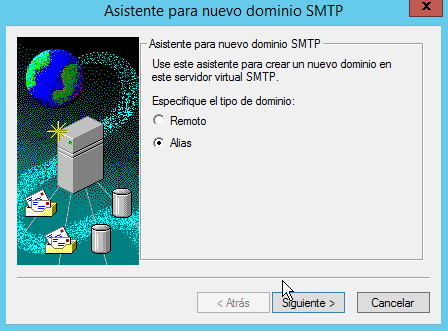 Asistente para nuevo dominio SMTP
x
Asistente para nuevo dominio SMTP
Use este asistente para crear un nuevo dominio en
este servidor virtual SMTP.
Especifique el tipo de dominio:
Remoto
Alias
< Atrás
Siguiente >
Cancelar